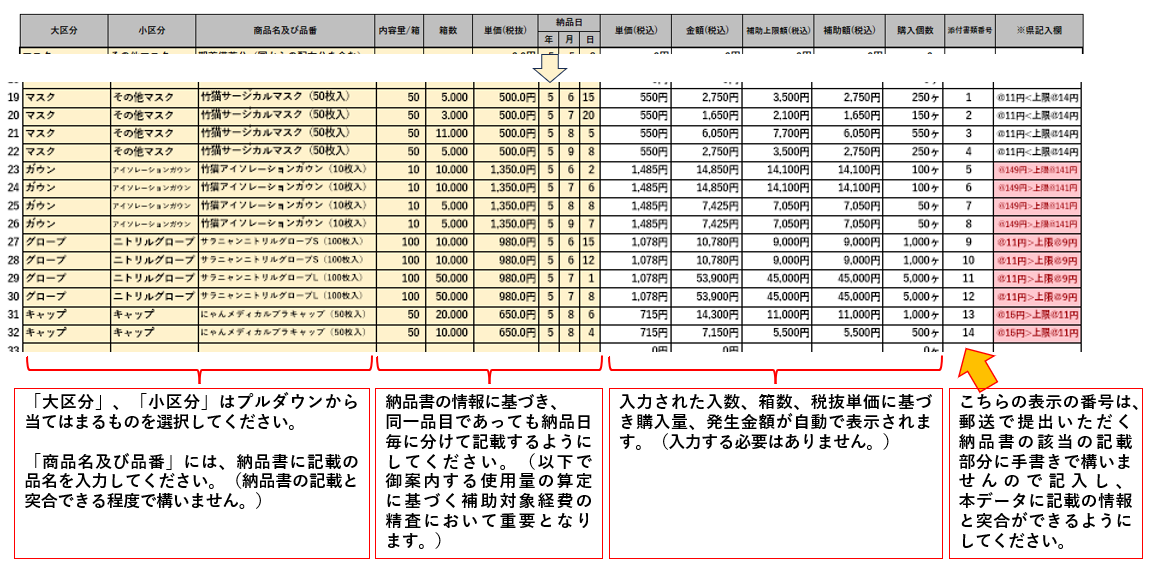 大区分 小区分 商品名及び品番 内容量/箱 箱数 単価(税抜) 納品日 単価(税込) 金額(税込) 補助上限額(税込) 補助額(税込) 購入個数 添付書類番号 ※県記入欄
年 月 日
19 マスク その他マスク 竹猫サージカルマスク（50枚入） 50 5.000 500.0円 5 6 15 550円 2,750円 3,500円 2,750円 250ヶ 1 @11円<上限@14円
20 マスク その他マスク 竹猫サージカルマスク（50枚入） 50 3.000 500.0円 5 7 20 550円 1,650円 2,100円 1,650円 150ヶ 2 @11円<上限@14円
21 マスク その他マスク 竹猫サージカルマスク（50枚入） 50 11.000 500.0円 5 8 5 550円 6,050円 7,700円 6,050円 550ヶ 3 @11円<上限@14円
22 マスク その他マスク 竹猫サージカルマスク（50枚入） 50 5.000 500.0円 5 9 8 550円 2,750円 3,500円 2,750円 250ヶ 4 @11円<上限@14円
23 ガウン アイソレーションガウン 竹猫アイソレーションガウン（10枚入） 10 10.000 1,350.0円 5 6 2 1,485円 14,850円 14,100円 14,100円 100ヶ 5 @149円>上限@141円
24 ガウン アイソレーションガウン 竹猫アイソレーションガウン（10枚入） 10 10.000 1,350.0円 5 7 6 1,485円 14,850円 14,100円 14,100円 100ヶ 6 @149円>上限@141円
25 ガウン アイソレーションガウン 竹猫アイソレーションガウン（10枚入） 10 5.000 1,350.0円 5 8 8 1,485円 7,425円 7,050円 7,050円 50ヶ 7 @149円>上限@141円
26 ガウン アイソレーションガウン 竹猫アイソレーションガウン（10枚入） 10 5.000 1,350.0円 5 9 7 1,485円 7,425円 7,050円 7,050円 50ヶ 8 @149円>上限@141円
27 グローブ ニトリルグローブ サラニャンニトリルグローブS（100枚入） 100 10.000 980.0円 5 6 15 1,078円 10,780円 9,000円 9,000円 1,000ヶ 9 @11円>上限@9円
28 グローブ ニトリルグローブ サラニャンニトリルグローブS（100枚入） 100 10.000 980.0円 5 6 12 1,078円 10,780円 9,000円 9,000円 1,000ヶ 10 @11円>上限@9円
29 グローブ ニトリルグローブ サラニャンニトリルグローブL（100枚入） 100 50.000 980.0円 5 7 1 1,078円 53,900円 45,000円 45,000円 5,000ヶ 11 @11円>上限@9円
30 グローブ ニトリルグローブ サラニャンニトリルグローブL（100枚入） 100 50.000 980.0円 5 7 8 1,078円 53,900円 45,000円 45,000円 5,000ヶ 12 @11円>上限@9円
31 キャップ キャップ にゃんメディカルプラキャップ（50枚入） 50 20.000 650.0円 5 8 6 715円 14,300円 11,000円 11,000円 1,000ヶ 13 @16円>上限@11円
32 キャップ キャップ にゃんメディカルプラキャップ（50枚入） 50 10.000 650.0円 5 8 4 715円 7,150円 5,500円 5,500円 500ヶ 14 @16円>上限@11円
33 0円 0円 0ヶ
「大区分」、「小区分」はプルダウンから
当てはまるものを選択してください。
「商品名及び品番」には、納品書に記載の
品名を入力してください。（納品書の記載と
突合できる程度で構いません。）
納品書の情報に基づき、
同一品目であっても納品日
毎に分けて記載するように
してください。（以下で
御案内する使用量の算定
に基づく補助対象経費の
精査において重要となり
ます。）
入力された入数、箱数、税抜単価に基づ
き購入量、発生金額が自動で表示されま
す。（入力する必要はありません。）
こちらの表示の番号は、
郵送で提出いただく
納品書の該当の記載
部分に手書きで構いま
せんので記入し、
本データに記載の情報
と突合ができるように
してください。